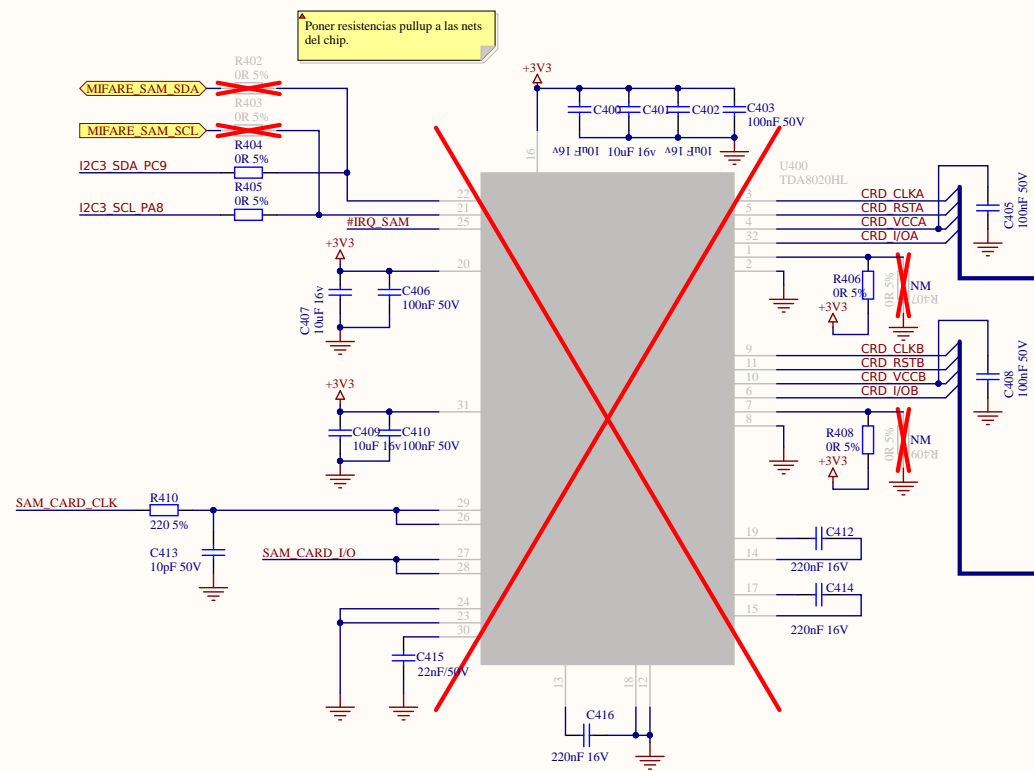 Poner resistencias pullup a las nets
del chip.
R402
0R 5%
MIFARE_SAM_SDA
R403
0R 5%
MIFARE_SAM_SCL
R404
0R 5%
I2C3_SDA_PC9
R405
0R 5%
I2C3_SCL_PA8
#IRQ_SAM
22
21
25
+3V3
20
C406
100nF 50V
C407
10uF 16v
+3V3
31
C409
10uF 16v
C410
100nF 50V
SAM_CARD_CLK
R410
220 5%
29
26
C413
10pF 50V
SAM_CARD_I/O
27
28
24
23
30
C415
22nF/50V
+3V3
16
C400
10uF 16v
C401
10uF 16v
C402
10uF 16v
C403
100nF 50V
U400
TDA8020HL
3
CRD_CLKA
5
CRD_RSTA
4
CRD_VCCA
32
CRD_I/OA
1
2
C405
100nF 50V
R406
0R 5%
+3V3
0R 5%
NM
R407
9
CRD_CLKB
11
CRD_RSTB
10
CRD_VCCB
6
CRD_I/OB
7
8
C408
100nF 50V
R408
0R 5%
+3V3
0R 5%
NM
R409
19
14
C412
220nF 16V
17
15
C414
220nF 16V
13
18
12
C416
220nF 16V